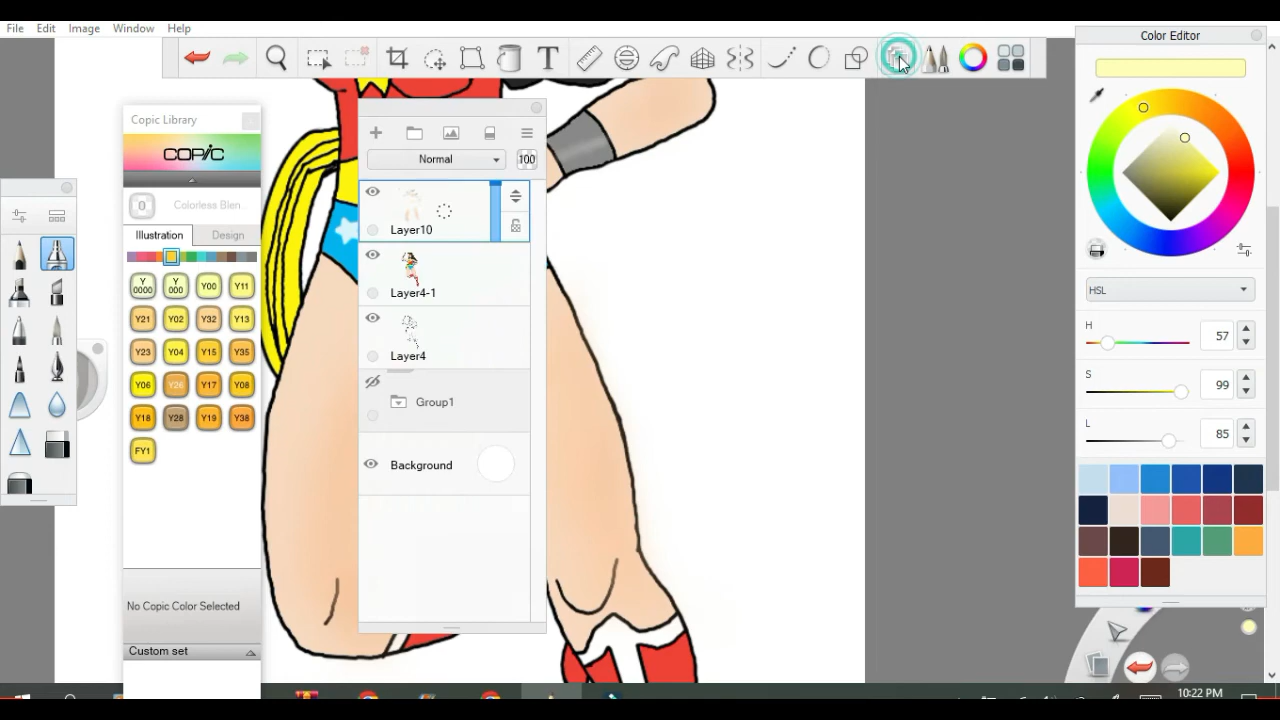 File Edit Image Window Help
T
Color Editor
Copic Library
COPIC
0 Colorless Blen
Illustration Design
Y0000 Y000 Y00 Y11
Y21 Y02 Y32 Y13
Y23 Y04 Y15 Y35
Y06 Y26 Y17 Y08
Y18 Y28 Y19 Y38
FY1
No Copic Color Selected
Custom set
Normal 100
Layer10
Layer4-1
Layer4
Group1
Background
HSL
H 57
S 99
L 85
10:22 PM